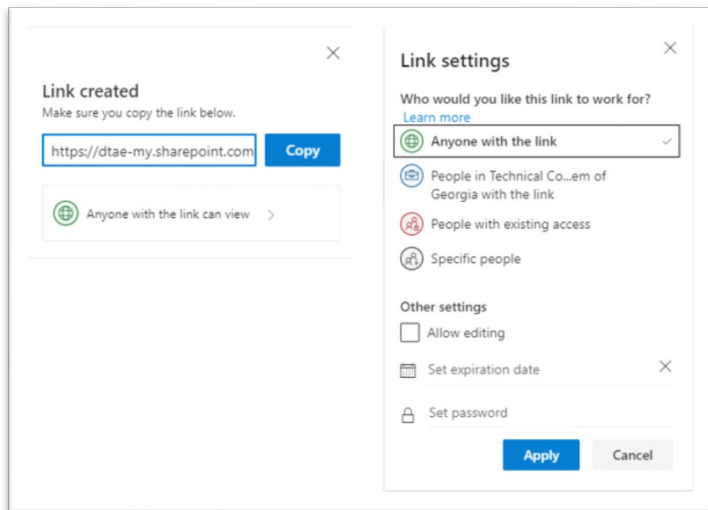 Link created
Make sure you copy the link below.
https://dtae-my.sharepoint.com
Copy
Anyone with the link can view
Link settings
Who would you like this link to work for?
Learn more
Anyone with the link
People in Technical Co...em of
Georgia with the link
People with existing access
Specific people
Other settings
Allow editing
Set expiration date
Set password
Apply
Cancel